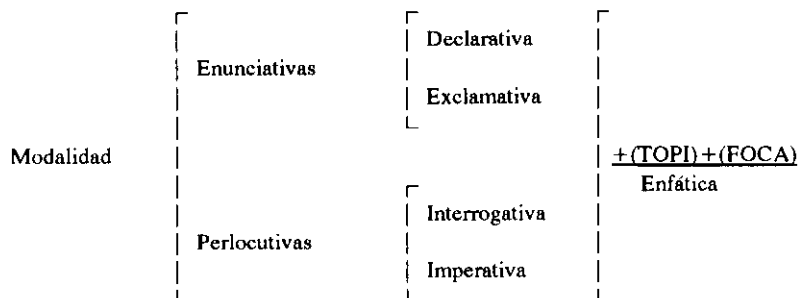 Declarativa
Enunciativas
Exclamativa
Modalidad
+(TOPI)+(FOCA)
Enfática
Interrogativa
Perlocutivas
Imperativa